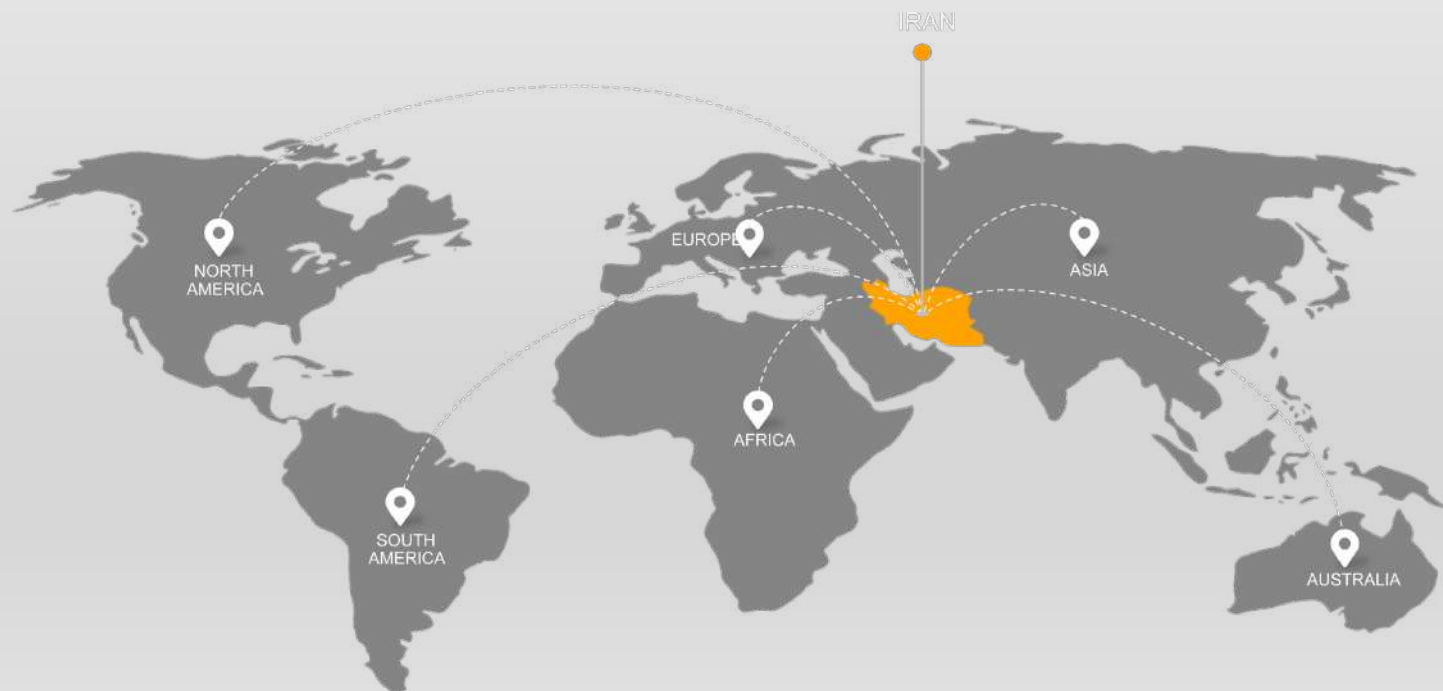 IRAN
EUROPE
NORTH
AMERICA
ASIA
AFRICA
SOUTH
AMERICA
AUSTRALIA